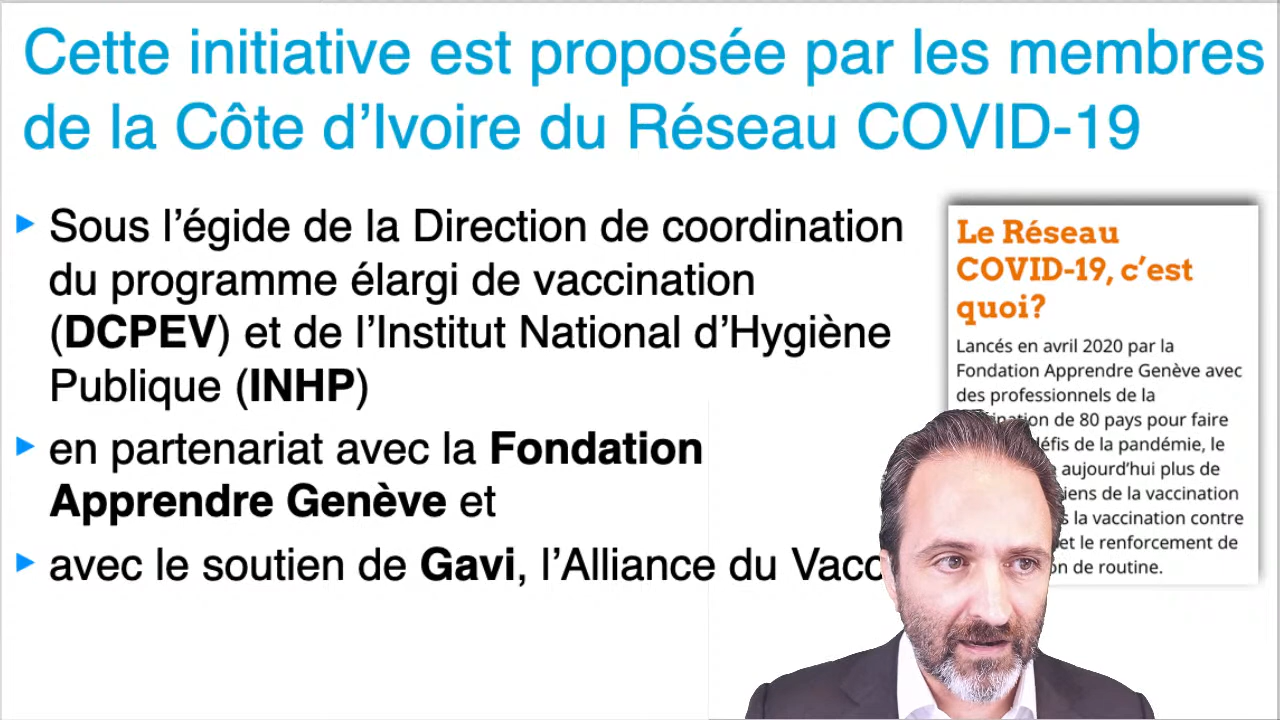 Cette initiative est proposée par les membres
de la Côte d’Ivoire du Réseau COVID-19
Sous l’égide de la Direction de coordination
du programme élargi de vaccination
(DCPEV) et de l’Institut National d’Hygiène
Publique (INHP)
en partenariat avec la Fondation
Apprendre Genève et
avec le soutien de Gavi, l’Alliance du
Le Réseau
COVID-19, c’est
quoi?
Lancés en avril 2020 par la
Fondation Apprendre Genève avec
des professionnels de la
de 80 pays pour faire
de la pandémie, le
aujourd’hui plus de
de la vaccination
la vaccination contre
et le renforcement de
de routine.